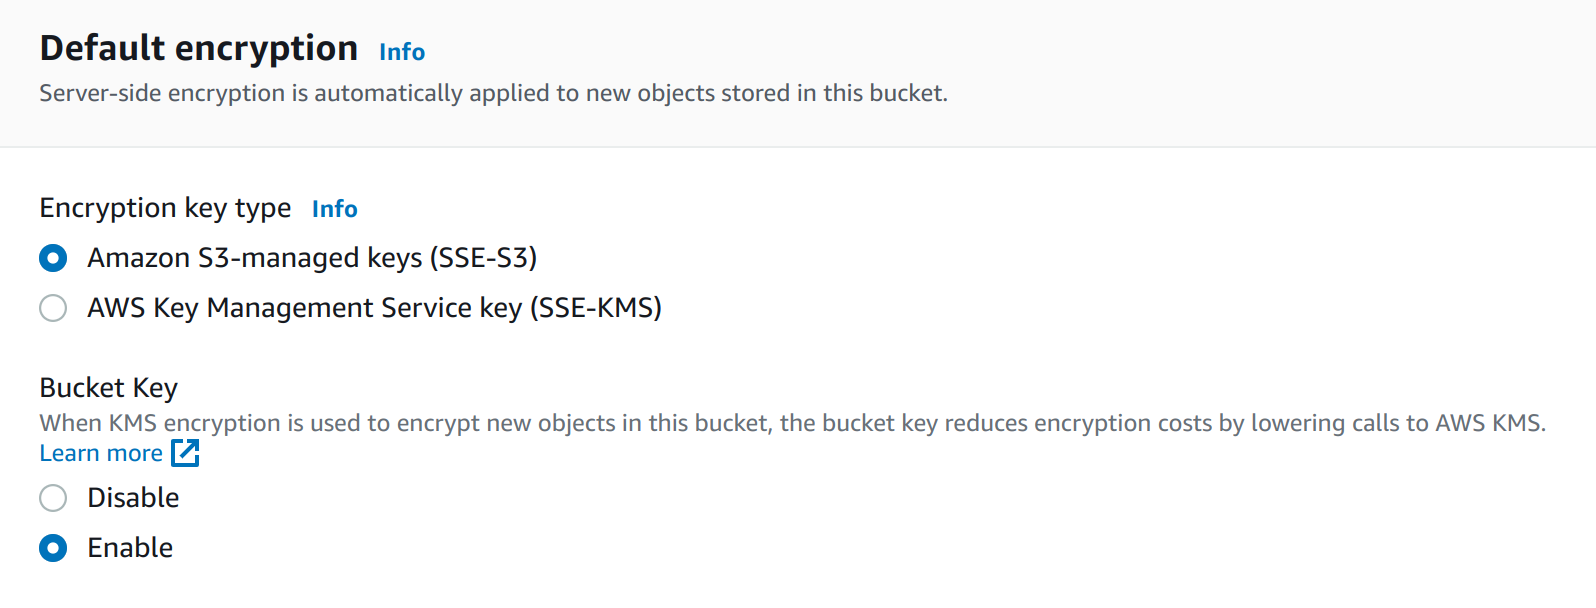 Default encryption Info
Server-side encryption is automatically applied to new objects stored in this bucket.
Encryption key type Info
Amazon S3-managed keys (SSE-S3)
AWS Key Management Service key (SSE-KMS)
Bucket Key
When KMS encryption is used to encrypt new objects in this bucket, the bucket key reduces encryption costs by lowering calls to AWS KMS.
Learn more
Disable
Enable